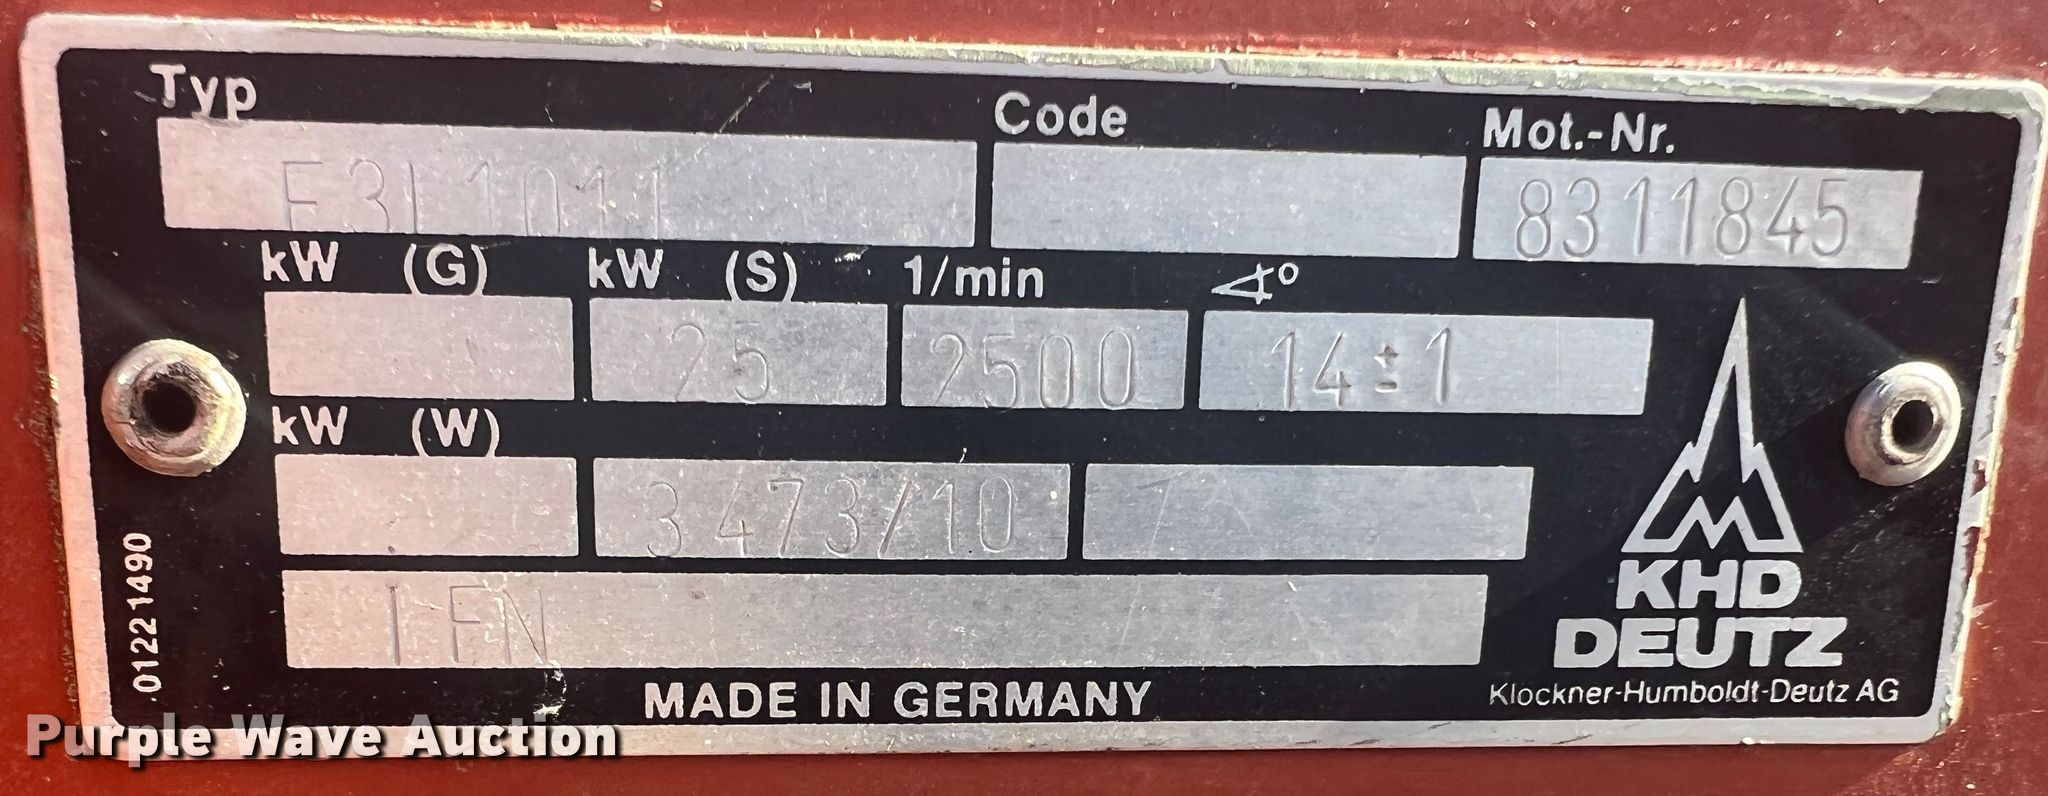 Typ Code Mot.-Nr.
F3L1011 8311845
kW (G) kW (S) 1/min ∢°
25 2500 14±1
kW (W)
3473/10
01221490
MADE IN GERMANY
KHD
DEUTZ
Klockner-Humboldt-Deutz AG
Purple Wave Auction